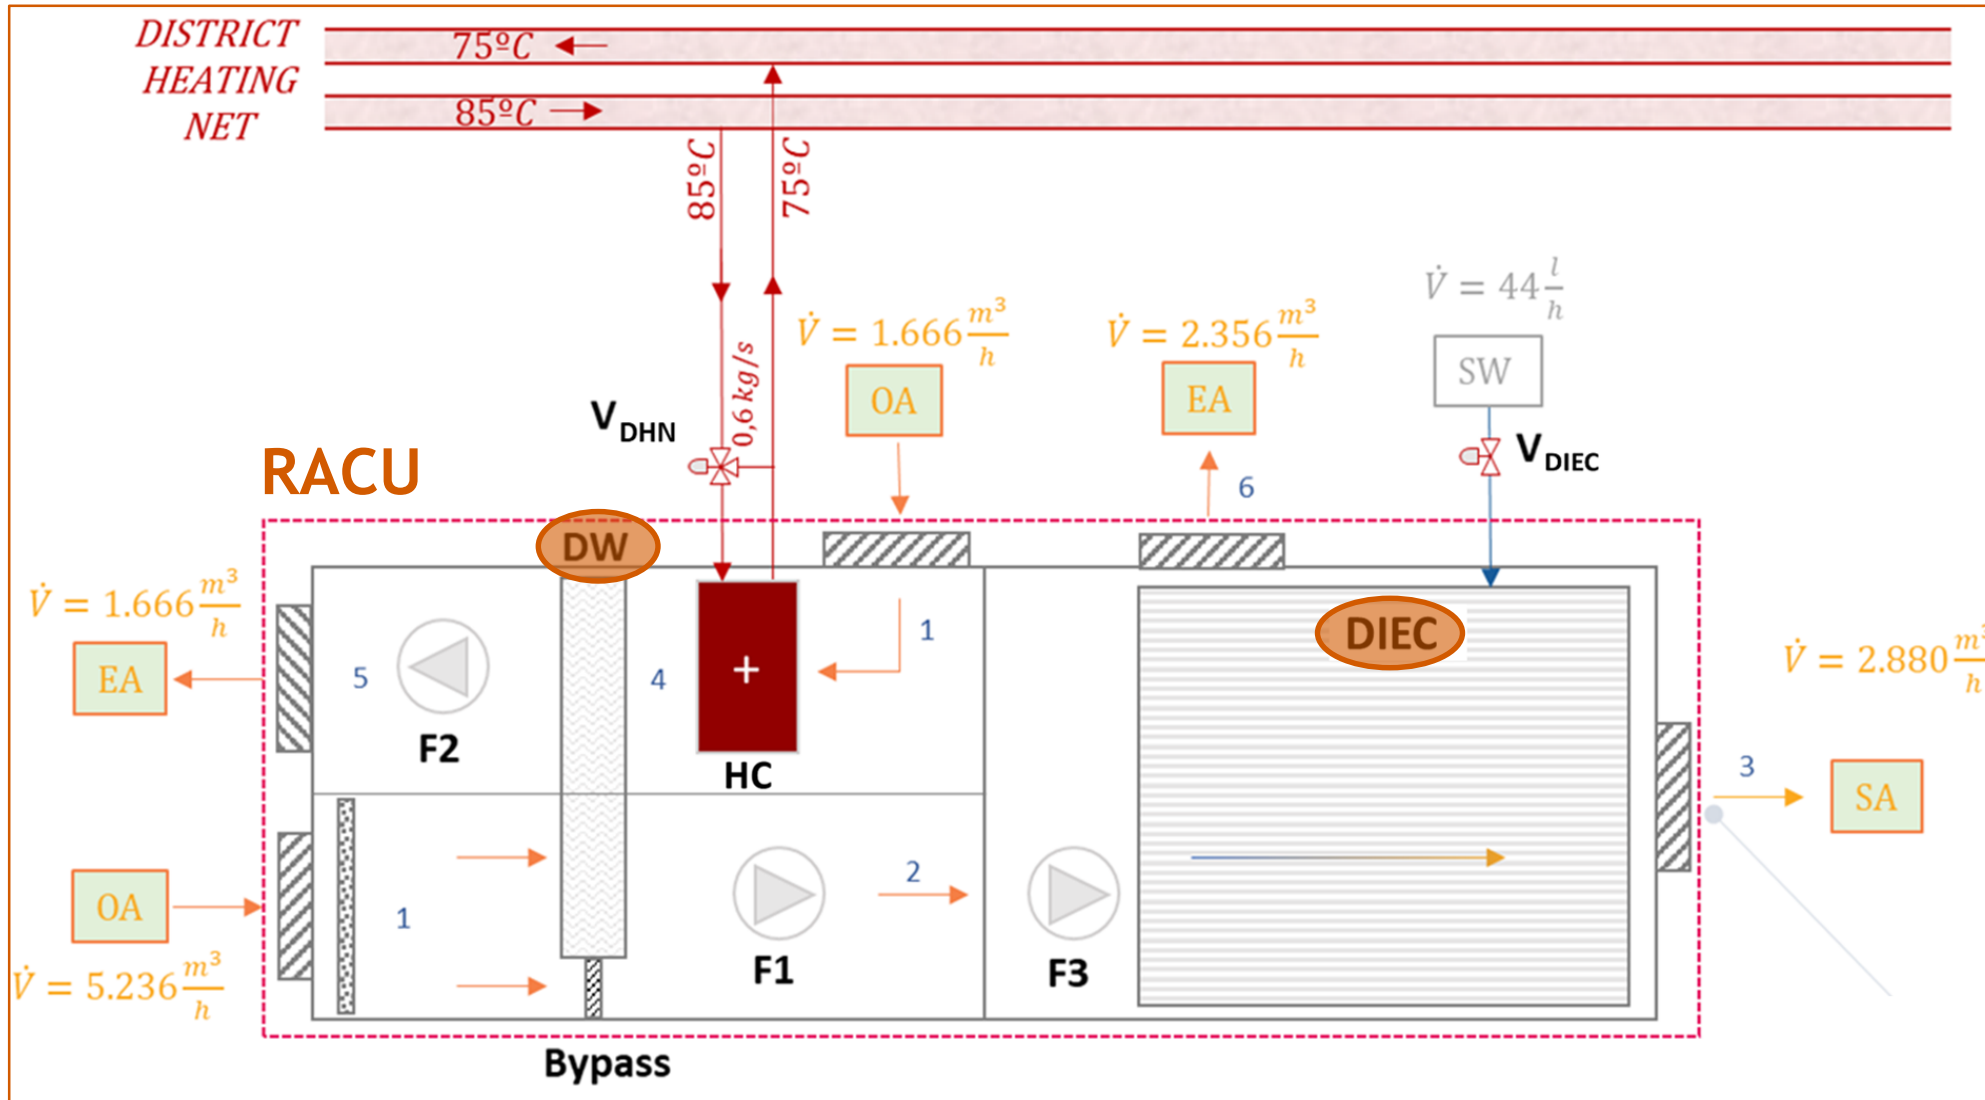 DISTRICT
HEATING
NET
75ºC
85ºC
85ºC
75ºC
0,6 kg/s
V̇ = 1.666 m³/h
OA
V̇ = 2.356 m³/h
EA
6
V̇ = 44 l/h
SW
V DHN
V DIEC
RACU
DW
V̇ = 1.666 m³/h
EA
5
F2
4
+
HC
1
DIEC
V̇ = 2.880 m³/h
3
SA
OA
V̇ = 5.236 m³/h
1
F1
2
F3
Bypass